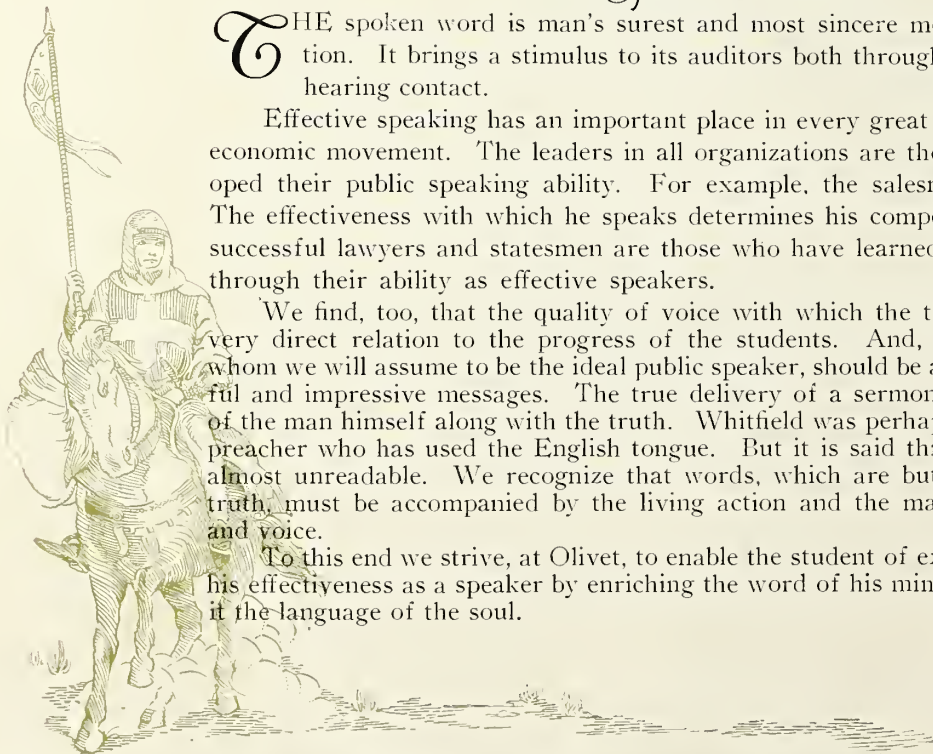 THE spoken word is man's surest and most sincere m
tion. It brings a stimulus to its auditors both through
hearing contact.
Effective speaking has an important place in every great
economic movement. The leaders in all organizations are th
oped their public speaking ability. For example, the sales
The effectiveness with which he speaks determines his comp
successful lawyers and statesmen are those who have learned
through their ability as effective speakers.
We find, too, that the quality of voice with which the t
very direct relation to the progress of the students. And,
whom we will assume to be the ideal public speaker, should be a
ful and impressive messages. The true delivery of a sermon
of the man himself along with the truth. Whitfield was perha
preacher who has used the English tongue. But it is said th
almost unreadable. We recognize that words, which are but
truth, must be accompanied by the living action and the ma
and voice.
To this end we strive, at Olivet, to enable the student of e
his effectiveness as a speaker by enriching the word of his min
it the language of the soul.